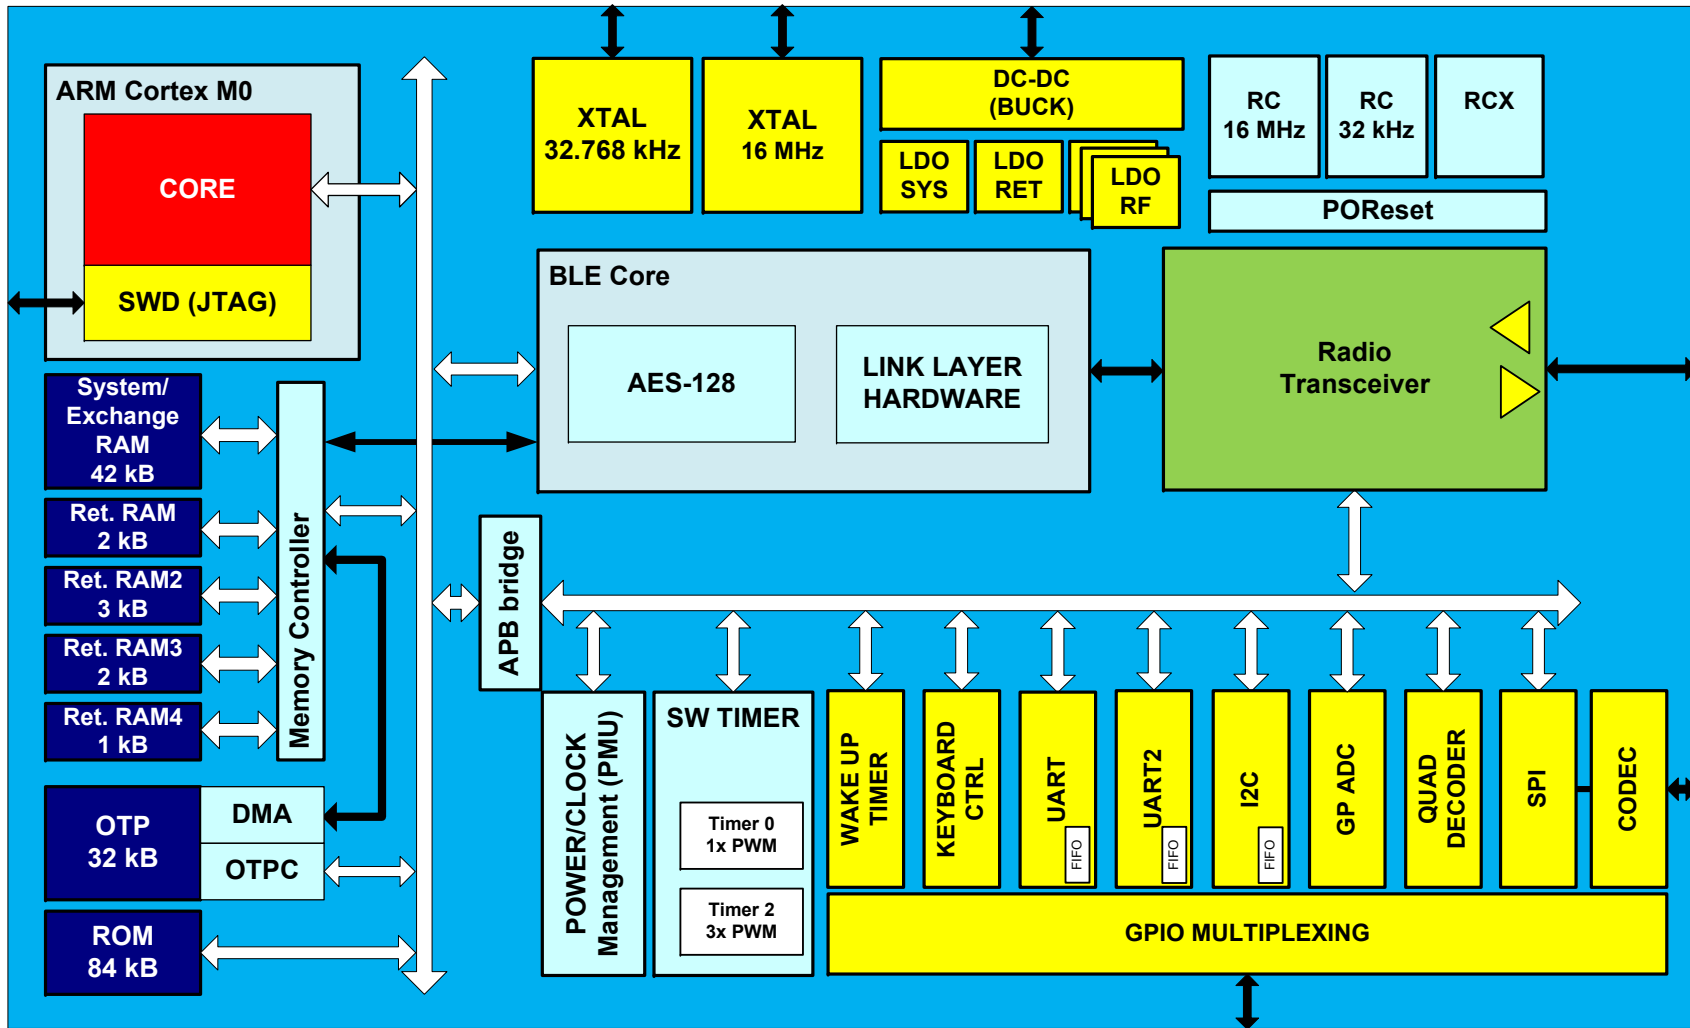 ARM Cortex M0
CORE
SWD (JTAG)
XTAL
32.768 kHz
XTAL
16 MHz
DC-DC
(BUCK)
LDO
SYS
LDO
RET
LDO
RF
RC
16 MHz
RC
32 kHz
RCX
POReset
BLE Core
AES-128
LINK LAYER
HARDWARE
Radio
Transceiver
System/
Exchange
RAM
42 kB
Ret. RAM
2 kB
Ret. RAM2
3 kB
Ret. RAM3
2 kB
Ret. RAM4
1 kB
Memory Controller
OTP
32 kB
DMA
OTPC
ROM
84 kB
APB bridge
POWER/CLOCK
Management (PMU)
SW TIMER
Timer 0
1x PWM
Timer 2
3x PWM
WAKE UP
TIMER
KEYBOARD
CTRL
UART
FIFO
UART2
FIFO
I2C
FIFO
GP ADC
QUAD
DECODER
SPI
CODEC
GPIO MULTIPLEXING